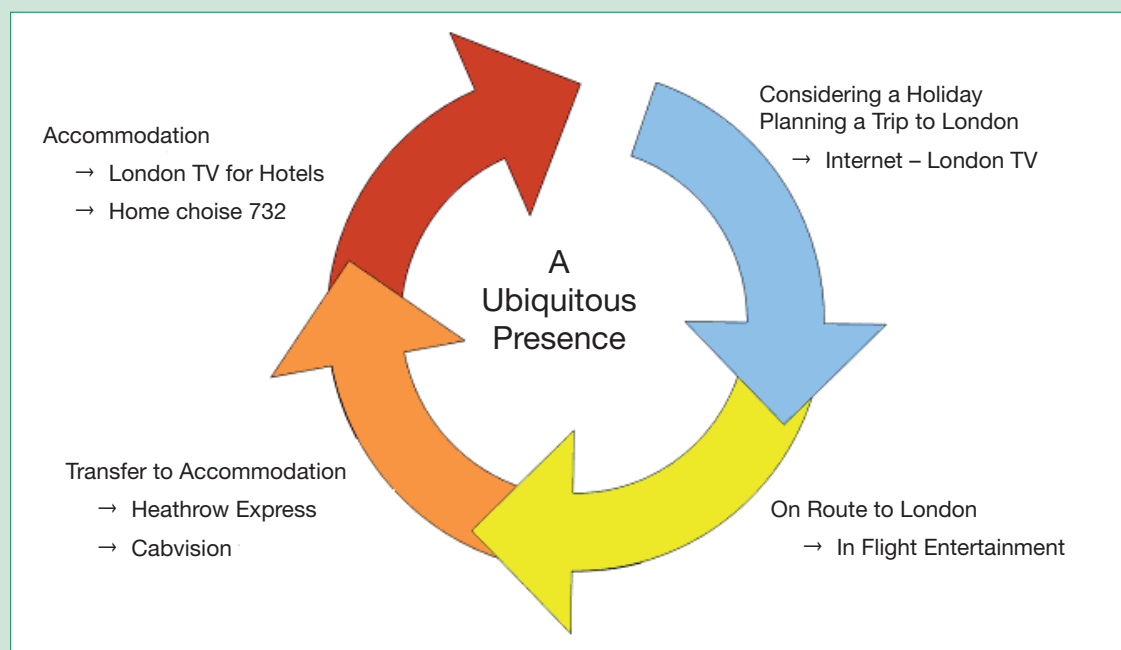 Considering a Holiday
Planning a Trip to London
→ Internet – London TV
On Route to London
→ In Flight Entertainment
Transfer to Accommodation
→ Heathrow Express
→ Cabvision
Accommodation
→ London TV for Hotels
→ Home choise 732
A
Ubiquitous
Presence